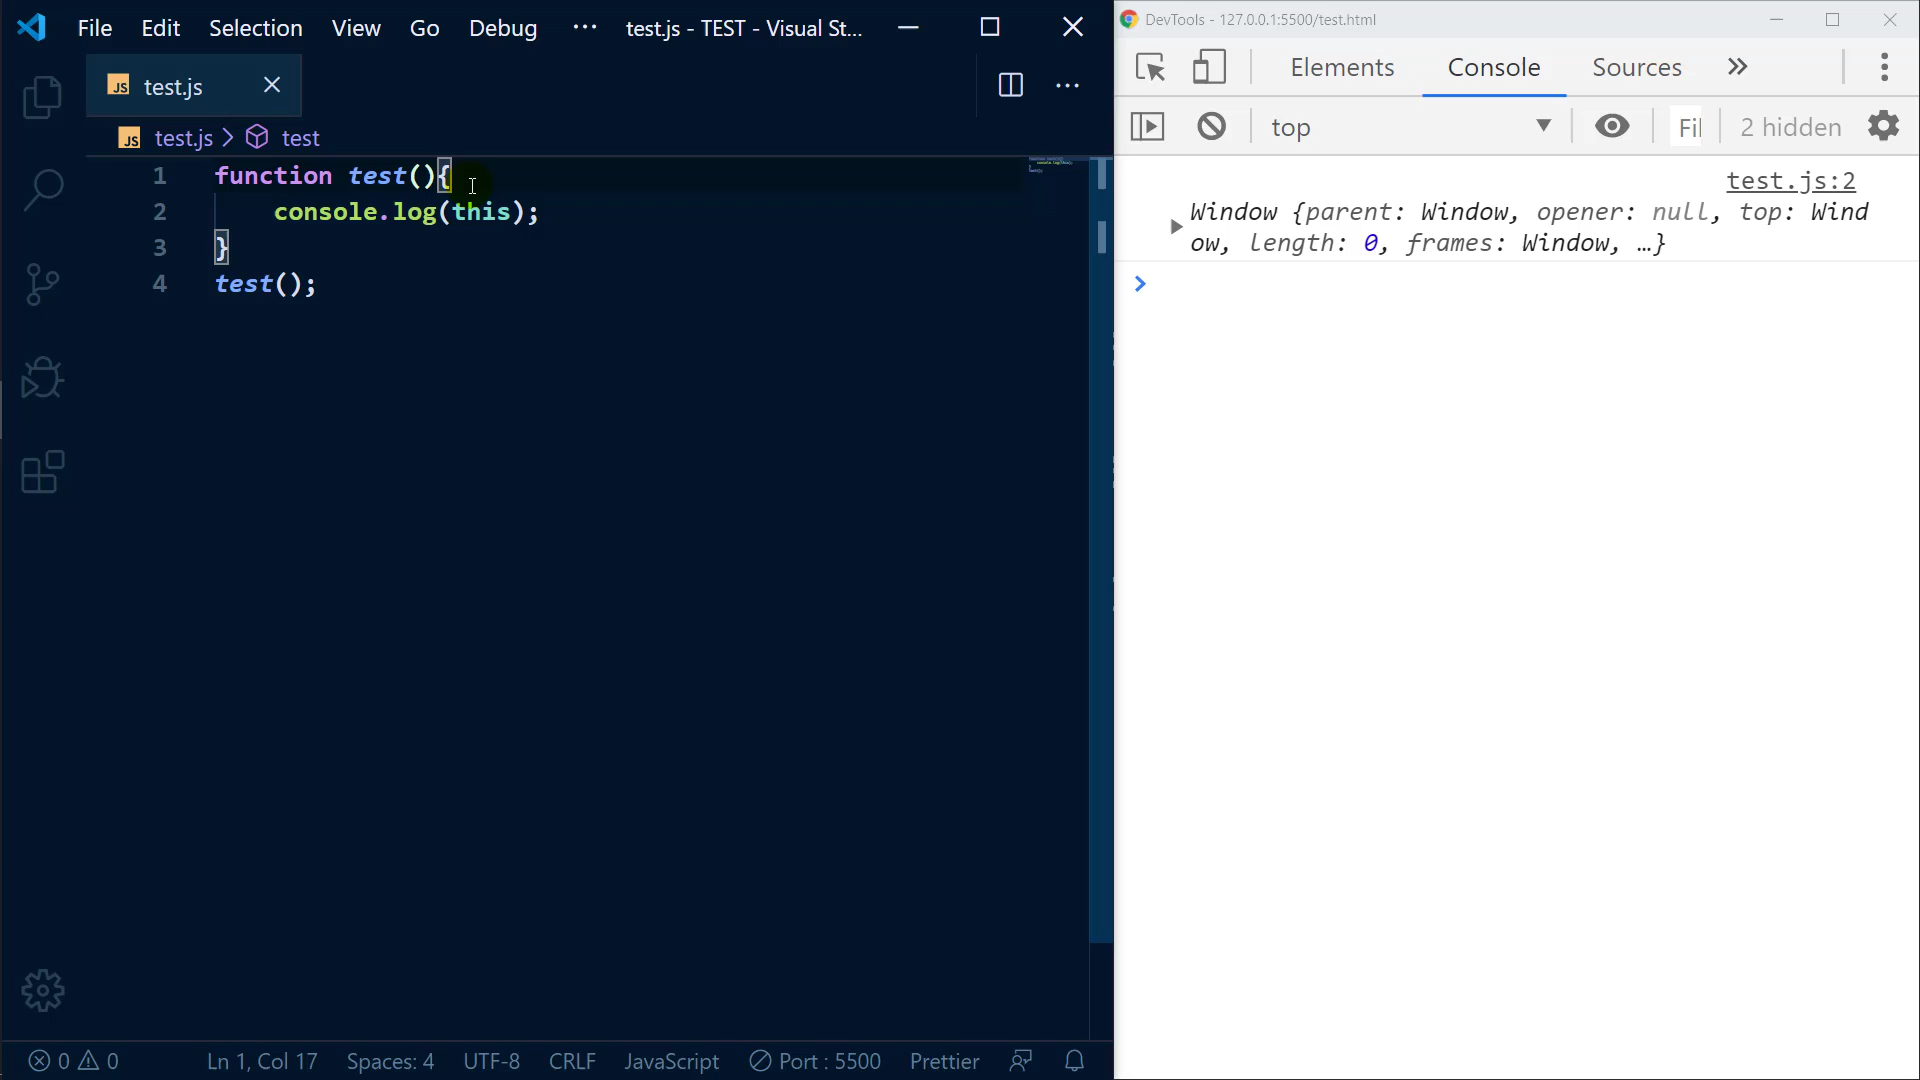 File Edit Selection View Go Debug ··· test.js - TEST - Visual St...
JS test.js
JS test.js > test
1 function test(){
2 console.log(this);
3 }
4 test();
0 0 Ln 1, Col 17 Spaces: 4 UTF-8 CRLF JavaScript Port : 5500 Prettier
DevTools - 127.0.0.1:5500/test.html
Elements Console Sources »
top Fil 2 hidden
test.js:2
Window {parent: Window, opener: null, top: Wind
ow, length: 0, frames: Window, …}
>